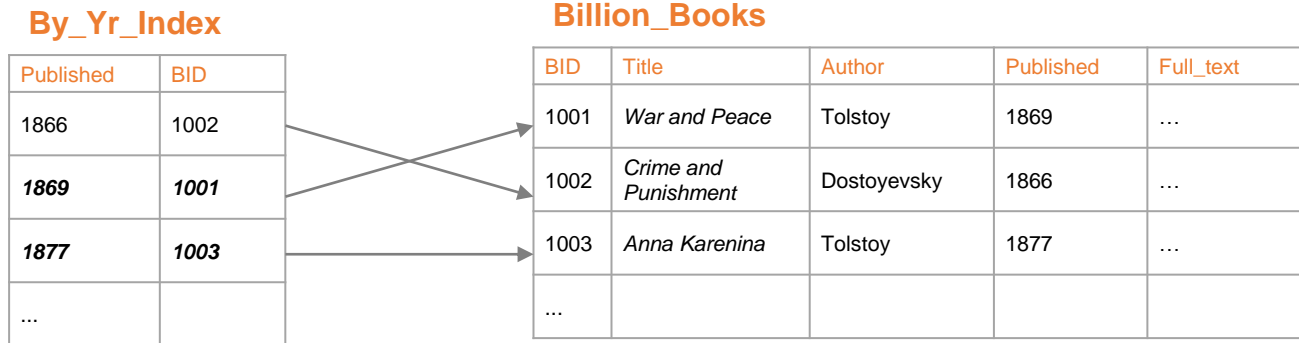 By_Yr_Index
Published BID
1866 1002
1869 1001
1877 1003
...
Billion_Books
BID Title Author Published Full_text
1001 War and Peace Tolstoy 1869 …
1002 Crime and Punishment Dostoyevsky 1866 …
1003 Anna Karenina Tolstoy 1877 …
...